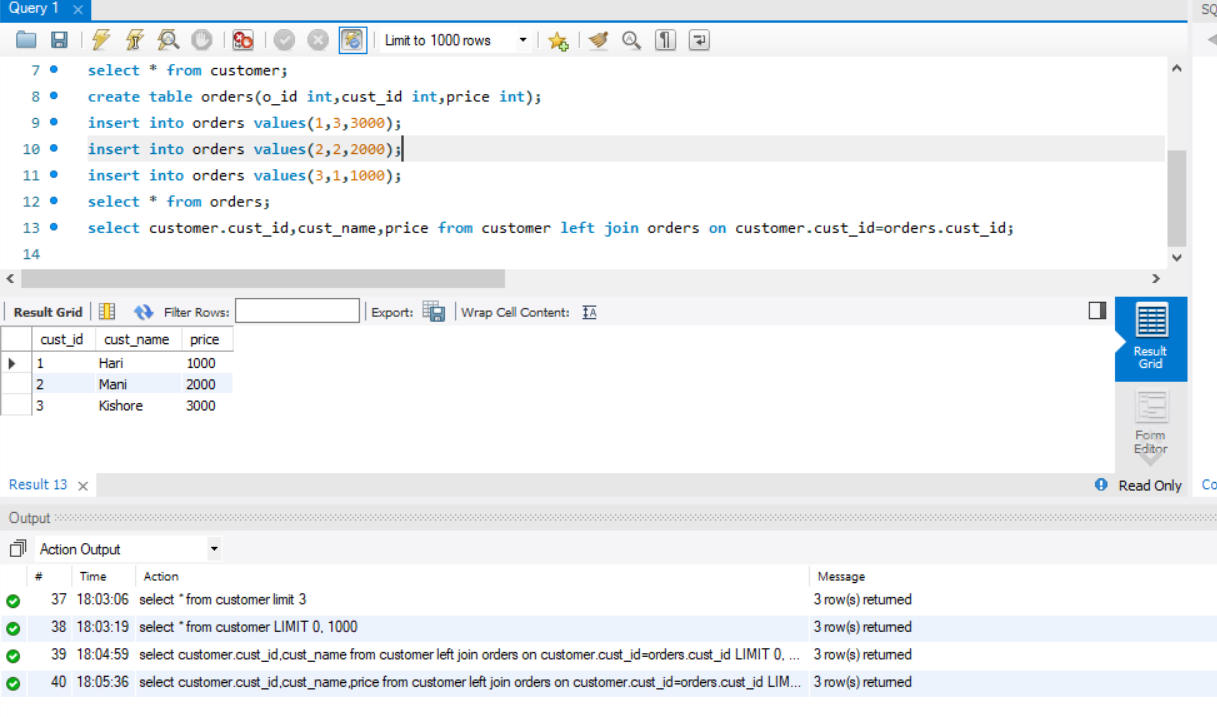 Query 1
SQ
Limit to 1000 rows
7 select * from customer;
8 create table orders(o_id int,cust_id int,price int);
9 insert into orders values(1,3,3000);
10 insert into orders values(2,2,2000);
11 insert into orders values(3,1,1000);
12 select * from orders;
13 select customer.cust_id,cust_name,price from customer left join orders on customer.cust_id=orders.cust_id;
14
Result Grid Filter Rows: Export: Wrap Cell Content:
cust_id cust_name price
1 Hari 1000
2 Mani 2000
3 Kishore 3000
Result
Grid
Form
Editor
Result 13 Read Only Co
Output
Action Output
# Time Action Message
37 18:03:06 select * from customer limit 3 3 row(s) returned
38 18:03:19 select * from customer LIMIT 0, 1000 3 row(s) returned
39 18:04:59 select customer.cust_id,cust_name from customer left join orders on customer.cust_id=orders.cust_id LIMIT 0, ... 3 row(s) returned
40 18:05:36 select customer.cust_id,cust_name,price from customer left join orders on customer.cust_id=orders.cust_id LIM... 3 row(s) returned